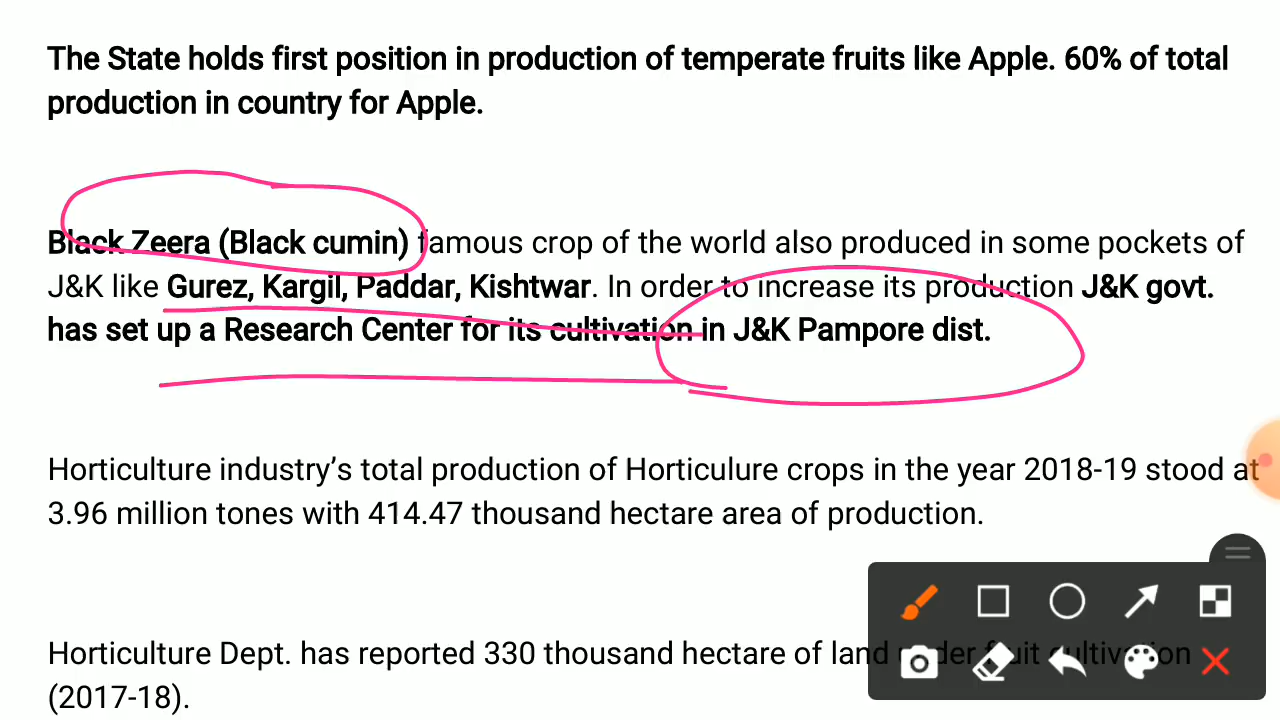 The State holds first position in production of temperate fruits like Apple. 60% of total
production in country for Apple.
Black Zeera (Black cumin) famous crop of the world also produced in some pockets of
J&K like Gurez, Kargil, Paddar, Kishtwar. In order to increase its production J&K govt.
has set up a Research Center for its cultivation in J&K Pampore dist.
Horticulture industry’s total production of Horticulure crops in the year 2018-19 stood at
3.96 million tones with 414.47 thousand hectare area of production.
Horticulture Dept. has reported 330 thousand hectare of land under fruit cultivation
(2017-18).